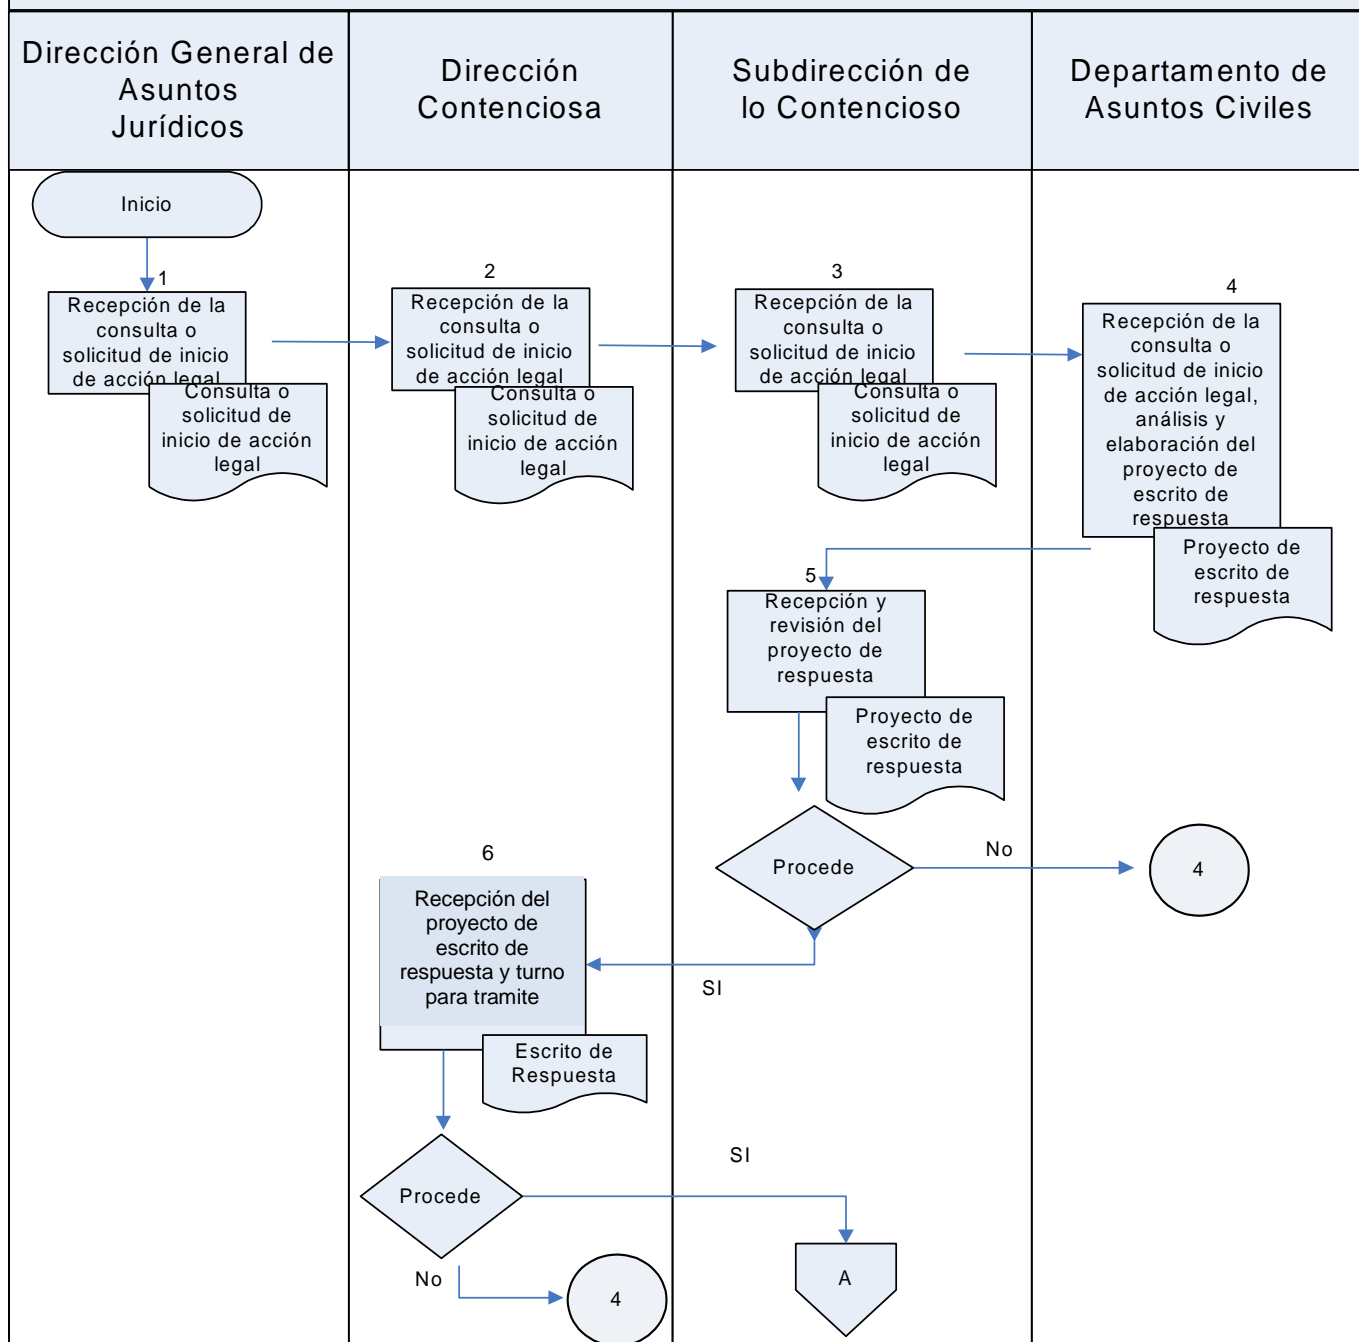 Dirección General de
Asuntos
Jurídicos
Dirección
Contenciosa
Subdirección de
lo Contencioso
Departamento de
Asuntos Civiles
Inicio
1
Recepción de la
consulta o
solicitud de inicio
de acción legal
Consulta o
solicitud de
inicio de acción
legal
2
Recepción de la
consulta o
solicitud de inicio
de acción legal
Consulta o
solicitud de
inicio de acción
legal
3
Recepción de la
consulta o
solicitud de inicio
de acción legal
Consulta o
solicitud de
inicio de acción
legal
4
Recepción de la
consulta o
solicitud de inicio
de acción legal,
análisis y
elaboración del
proyecto de
escrito de
respuesta
Proyecto de
escrito de
respuesta
5
Recepción y
revisión del
proyecto de
respuesta
Proyecto de
escrito de
respuesta
Procede
No
4
SI
6
Recepción del
proyecto de
escrito de
respuesta y turno
para tramite
Escrito de
Respuesta
Procede
SI
A
No
4